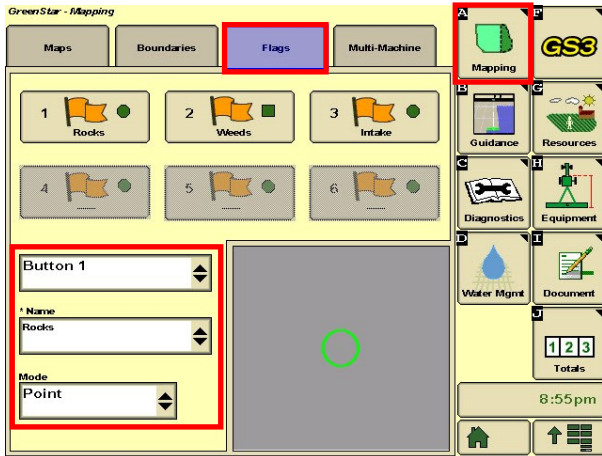 GreenStar - Mapping
Maps
Boundaries
Flags
Multi-Machine
1
Rocks
2
Weeds
3
Intake
4
-----
5
-----
6
-----
Button 1
* Name
Rocks
Mode
Point
A
Mapping
F
GS3
B
Guidance
G
Resources
C
Diagnostics
H
Equipment
D
Water Mgmt
I
Document
J
1 2 3
Totals
8:55pm